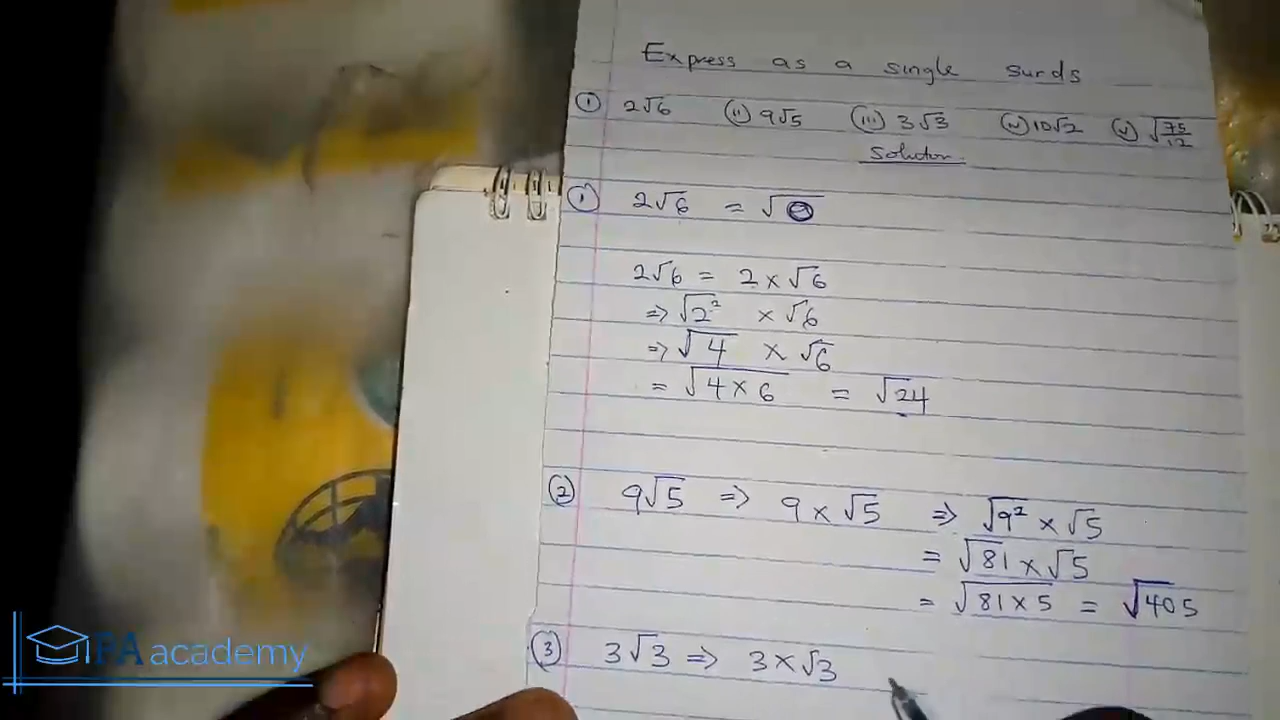 Express as a single surds
(i) 2√6 (ii) 9√5 (iii) 3√3 (iv) 10√2 (v) √75/12
Solution
(i) 2√6 = √
2√6 = 2 × √6
⇒ √2² × √6
⇒ √4 × √6
= √4 × 6 = √24
(2) 9√5 ⇒ 9 × √5 ⇒ √9² × √5
= √81 × √5
= √81 × 5 = √405
(3) 3√3 ⇒ 3 × √3
PA academy